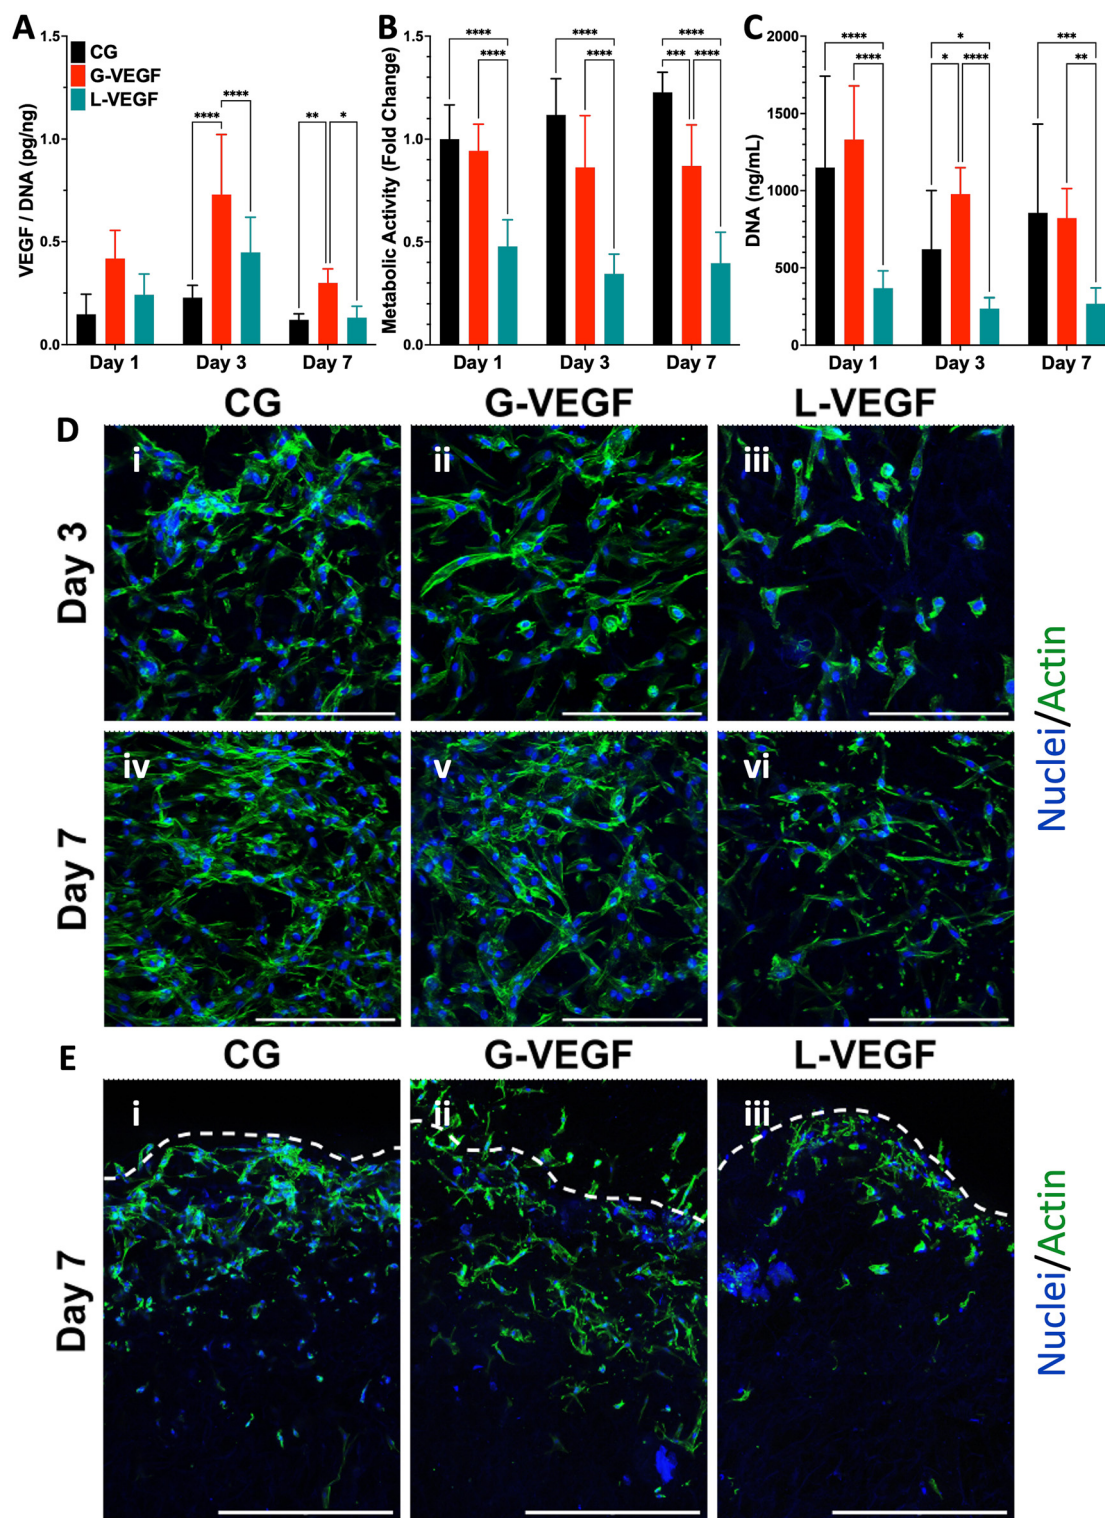 A
CG
G-VEGF
L-VEGF
VEGF / DNA (pg/ng)
1.5
1.0
0.5
0.0
****
****
**
*
Day 1
Day 3
Day 7
B
Metabolic Activity (Fold Change)
1.5
1.0
0.5
0.0
****
****
****
****
****
***
****
Day 1
Day 3
Day 7
C
DNA (ng/mL)
2000
1500
1000
500
0
****
****
*
*
****
***
**
Day 1
Day 3
Day 7
D
CG
G-VEGF
L-VEGF
Day 3
i
ii
iii
Day 7
iv
v
vi
Nuclei/Actin
E
CG
G-VEGF
L-VEGF
Day 7
i
ii
iii
Nuclei/Actin